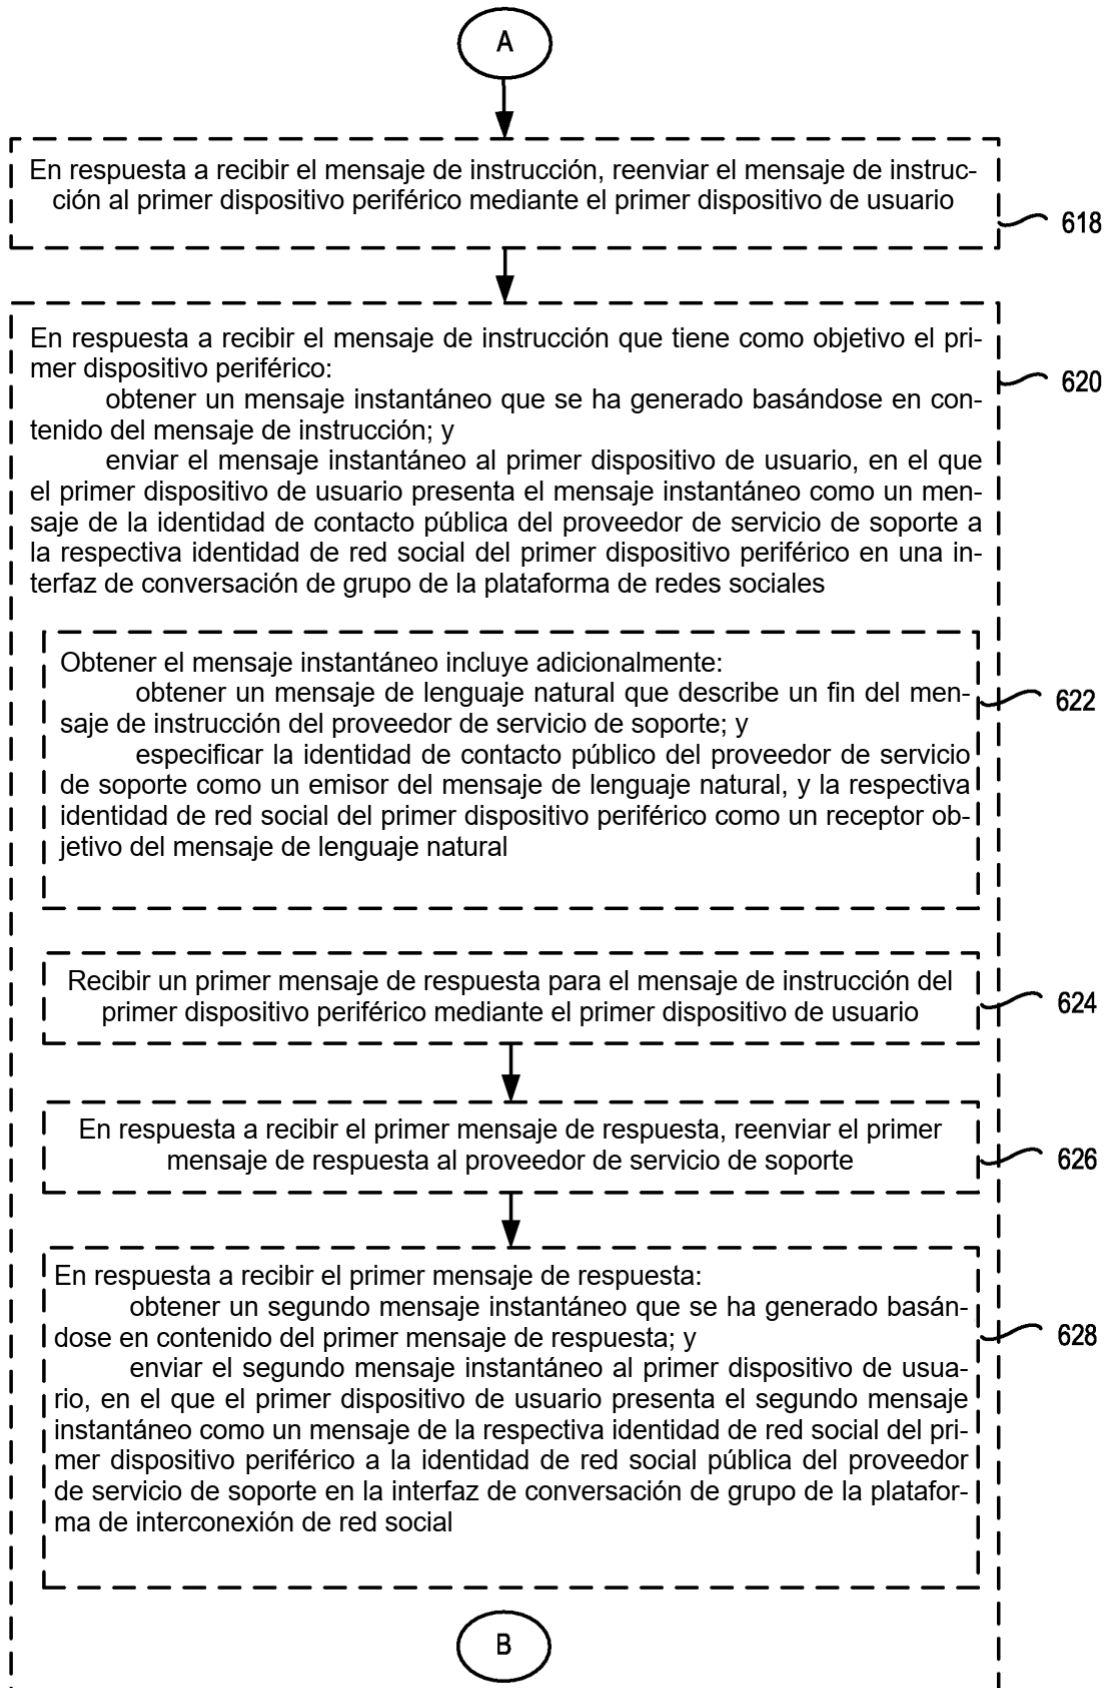 A
En respuesta a recibir el mensaje de instrucción, reenviar el mensaje de instruc-
ción al primer dispositivo periférico mediante el primer dispositivo de usuario
618
En respuesta a recibir el mensaje de instrucción que tiene como objetivo el pri-
mer dispositivo periférico:
620
obtener un mensaje instantáneo que se ha generado basándose en con-
tenido del mensaje de instrucción; y
enviar el mensaje instantáneo al primer dispositivo de usuario, en el que
el primer dispositivo de usuario presenta el mensaje instantáneo como un men-
saje de la identidad de contacto pública del proveedor de servicio de soporte a
la respectiva identidad de red social del primer dispositivo periférico en una in-
terfaz de conversación de grupo de la plataforma de redes sociales
Obtener el mensaje instantáneo incluye adicionalmente:
obtener un mensaje de lenguaje natural que describe un fin del men-
622
saje de instrucción del proveedor de servicio de soporte; y
especificar la identidad de contacto público del proveedor de servicio
de soporte como un emisor del mensaje de lenguaje natural, y la respectiva
identidad de red social del primer dispositivo periférico como un receptor ob-
jetivo del mensaje de lenguaje natural
Recibir un primer mensaje de respuesta para el mensaje de instrucción del
primer dispositivo periférico mediante el primer dispositivo de usuario
624
En respuesta a recibir el primer mensaje de respuesta, reenviar el primer
mensaje de respuesta al proveedor de servicio de soporte
626
En respuesta a recibir el primer mensaje de respuesta:
obtener un segundo mensaje instantáneo que se ha generado basán-
dose en contenido del primer mensaje de respuesta; y
628
enviar el segundo mensaje instantáneo al primer dispositivo de usua-
rio, en el que el primer dispositivo de usuario presenta el segundo mensaje
instantáneo como un mensaje de la respectiva identidad de red social del pri-
mer dispositivo periférico a la identidad de red social pública del proveedor
de servicio de soporte en la interfaz de conversación de grupo de la platafor-
ma de interconexión de red social
B